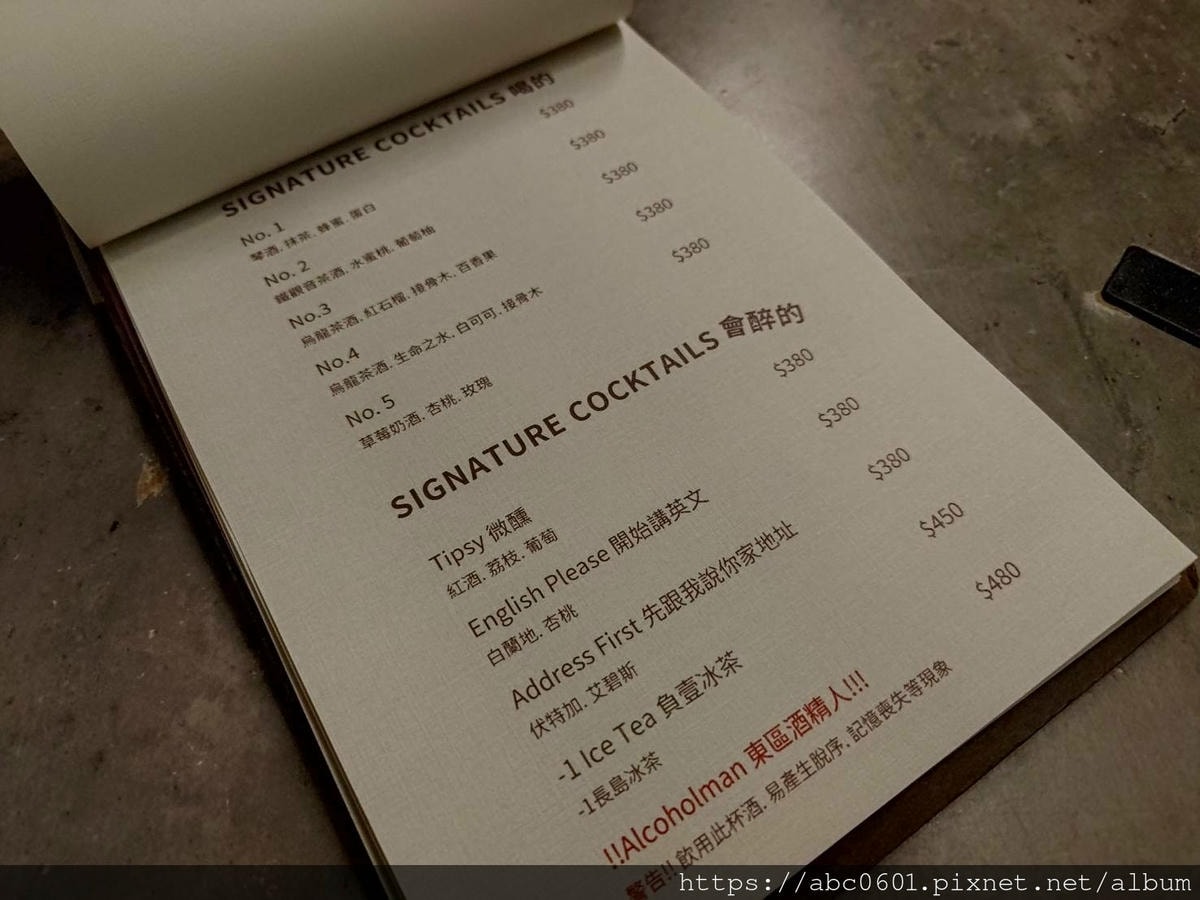 SIGNATURE COCKTAILS 喝的
No. 1 $380
琴酒. 抹茶. 蜂蜜. 蛋白
No. 2 $380
鐵觀音茶酒. 水蜜桃. 葡萄柚
No.3 $380
烏龍茶酒. 紅石榴. 接骨木. 百香果
No.4 $380
烏龍茶酒. 生命之水. 白可可. 接骨木
No. 5 $380
草莓奶酒. 杏桃. 玫瑰
SIGNATURE COCKTAILS 會醉的
Tipsy 微醺 $380
紅酒. 荔枝. 葡萄
English Please 開始講英文 $380
白蘭地. 杏桃
Address First 先跟我說你家地址 $380
伏特加. 艾碧斯
-1 Ice Tea 負壹冰茶 $450
-1長島冰茶
!!Alcoholman 東區酒精人!!! $480
警告!! 飲用此杯酒. 易產生脫序. 記憶喪失等現象
https://abc0601.pixnet.net/album